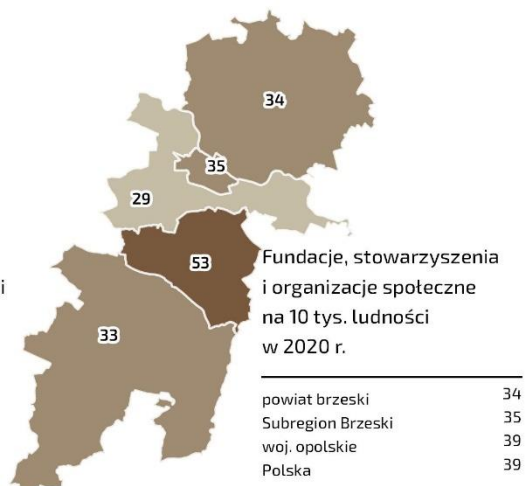 34
35
29
53
33
i
Fundacje, stowarzyszenia
i organizacje społeczne
na 10 tys. ludności
w 2020 r.
powiat brzeski 34
Subregion Brzeski 35
woj. opolskie 39
Polska 39